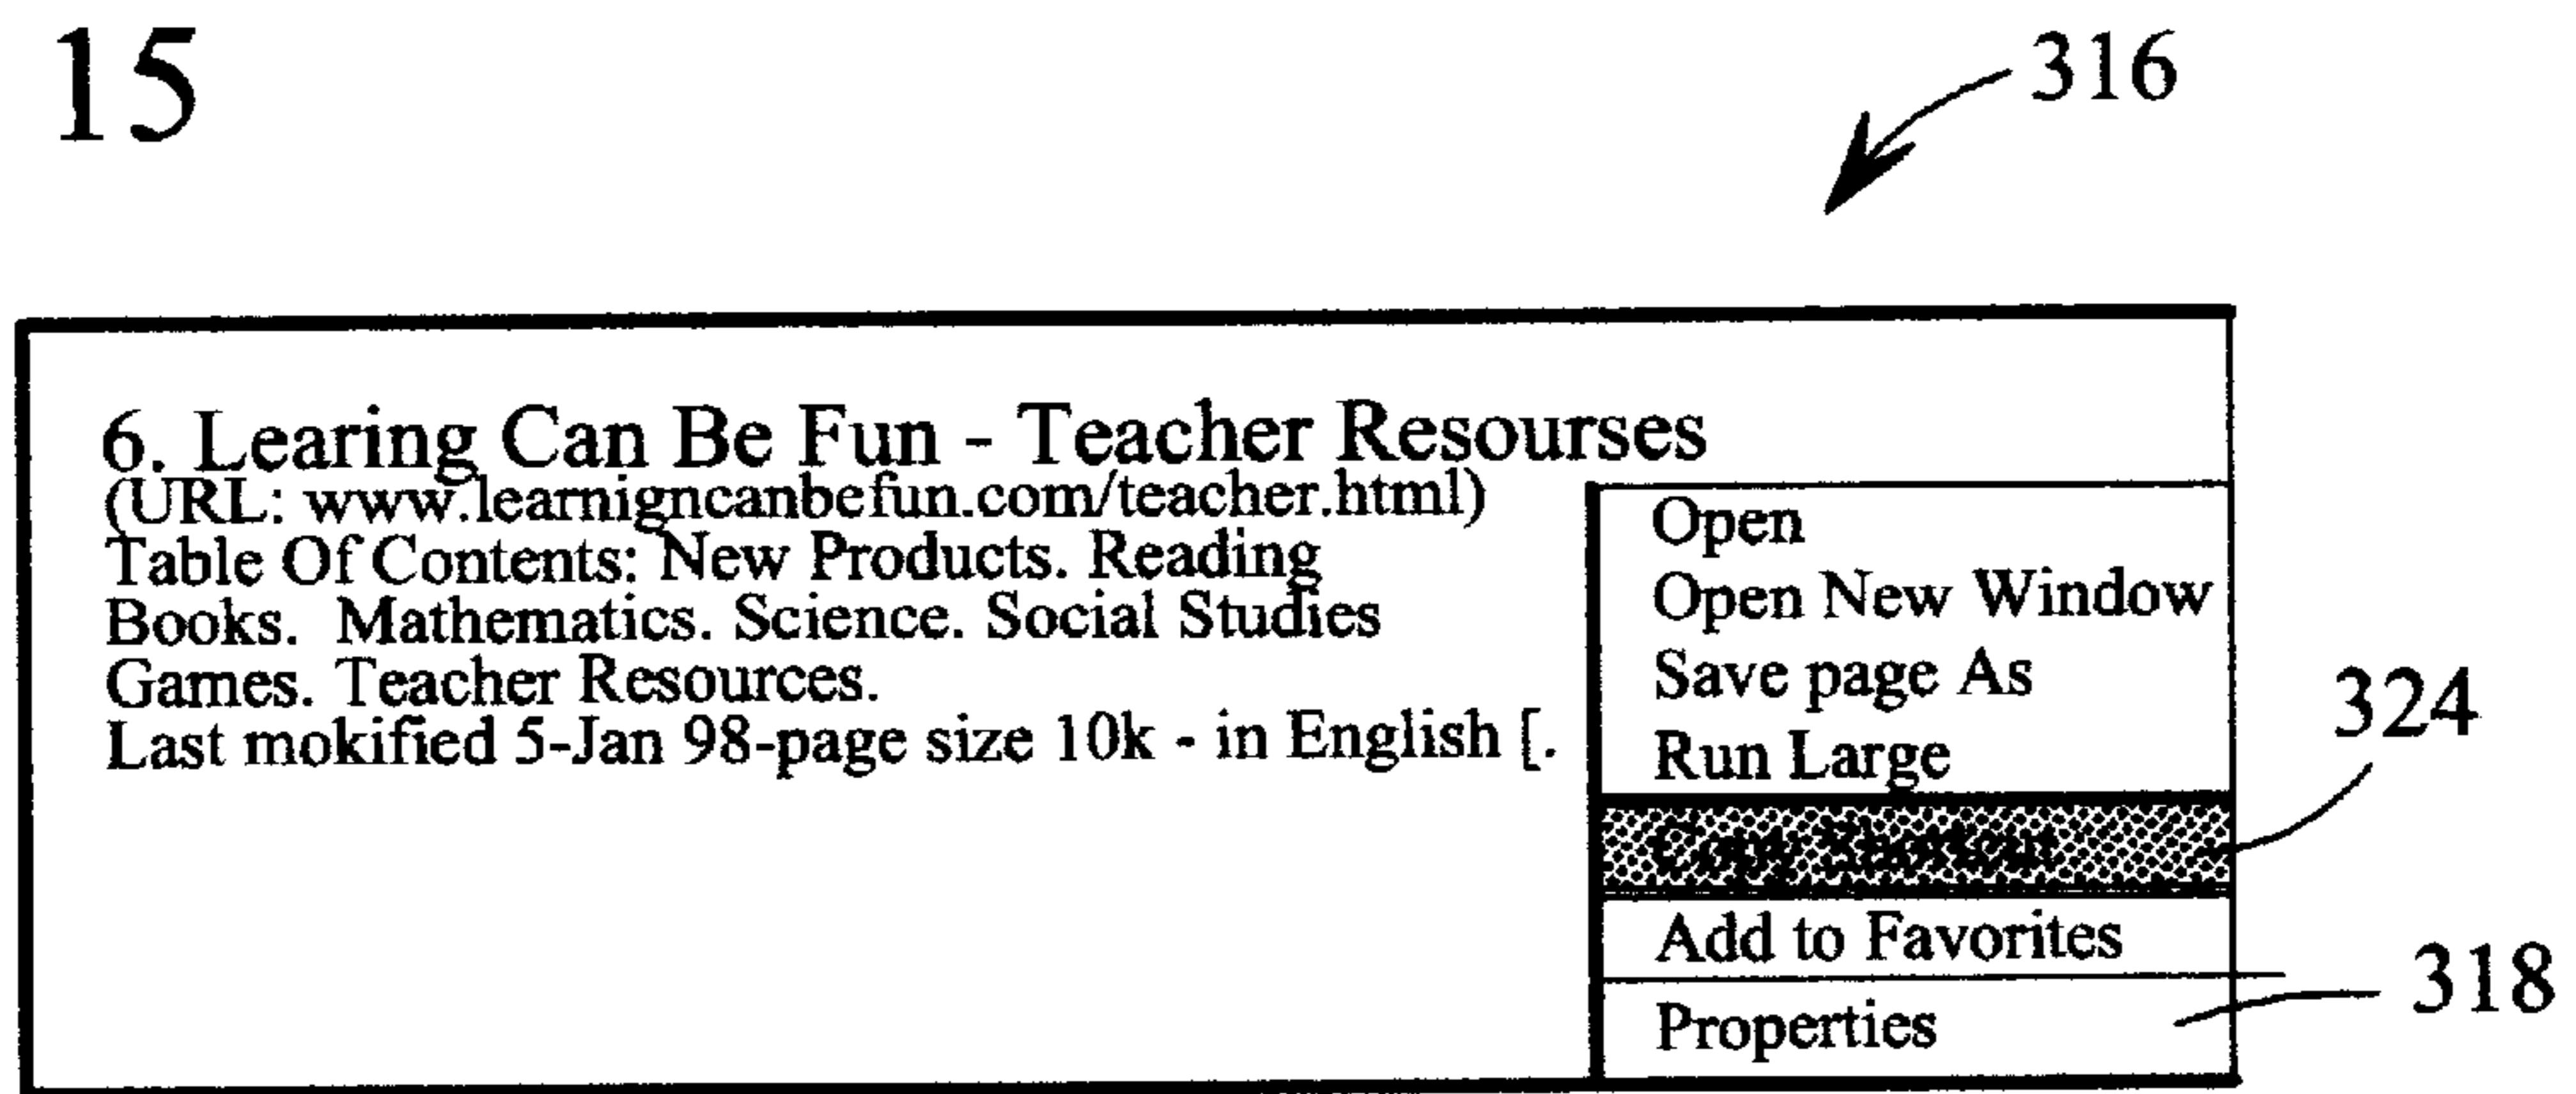 15
316
6. Learing Can Be Fun - Teacher Resourses
(URL: www.learnigncanbefun.com/teacher.html)
Table Of Contents: New Products. Reading
Books. Mathematics. Science. Social Studies
Games. Teacher Resources.
Last mokified 5-Jan 98-page size 10k - in English [.
Open
Open New Window
Save page As
Run Large
Copy Shortcut
324
Add to Favorites
318
Properties